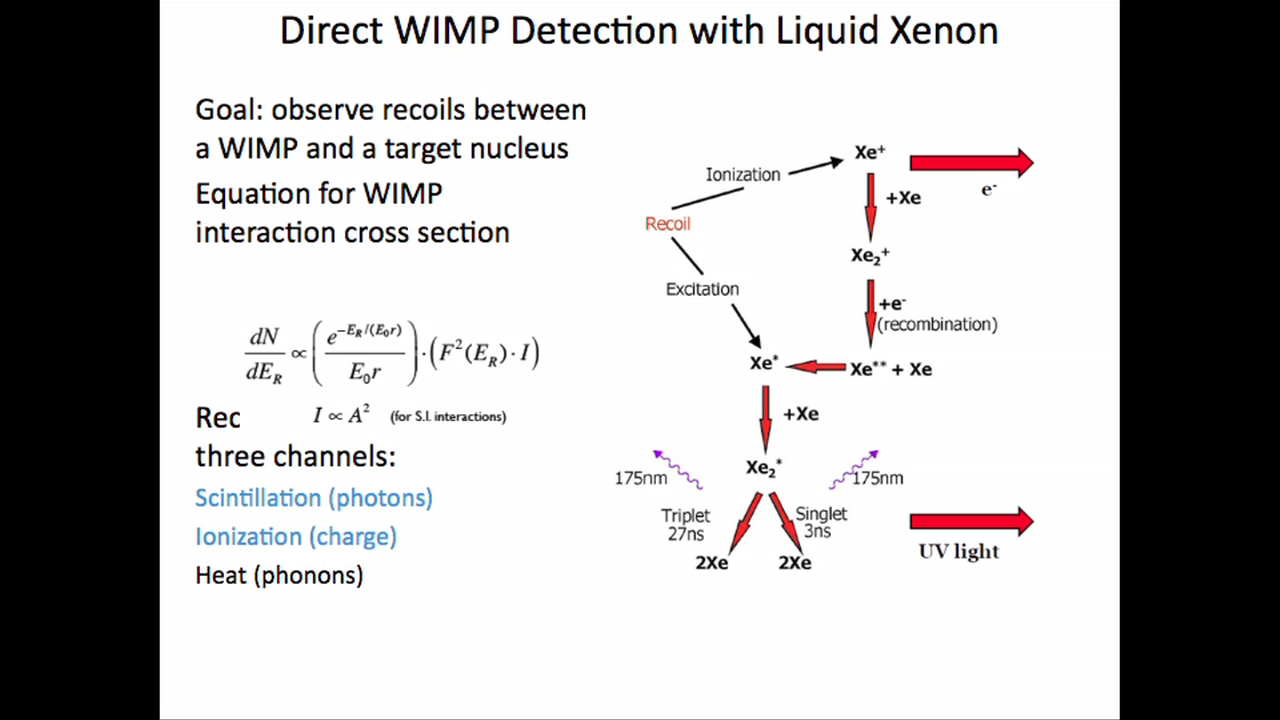 Direct WIMP Detection with Liquid Xenon
Goal: observe recoils between
a WIMP and a target nucleus
Equation for WIMP
interaction cross section
dN/dE_R ∝ (e^{-E_R/(E_0r)}/E_0r) · (F²(E_R) · I)
I ∝ A² (for S.I. interactions)
three channels:
Scintillation (photons)
Ionization (charge)
Heat (phonons)
Ionization
Xe⁺
e⁻
+Xe
Recoil
Xe₂⁺
Excitation
+e⁻
(recombination)
Xe*
Xe** + Xe
+Xe
Xe₂*
175nm
175nm
Triplet
27ns
Singlet
3ns
2Xe
2Xe
UV light